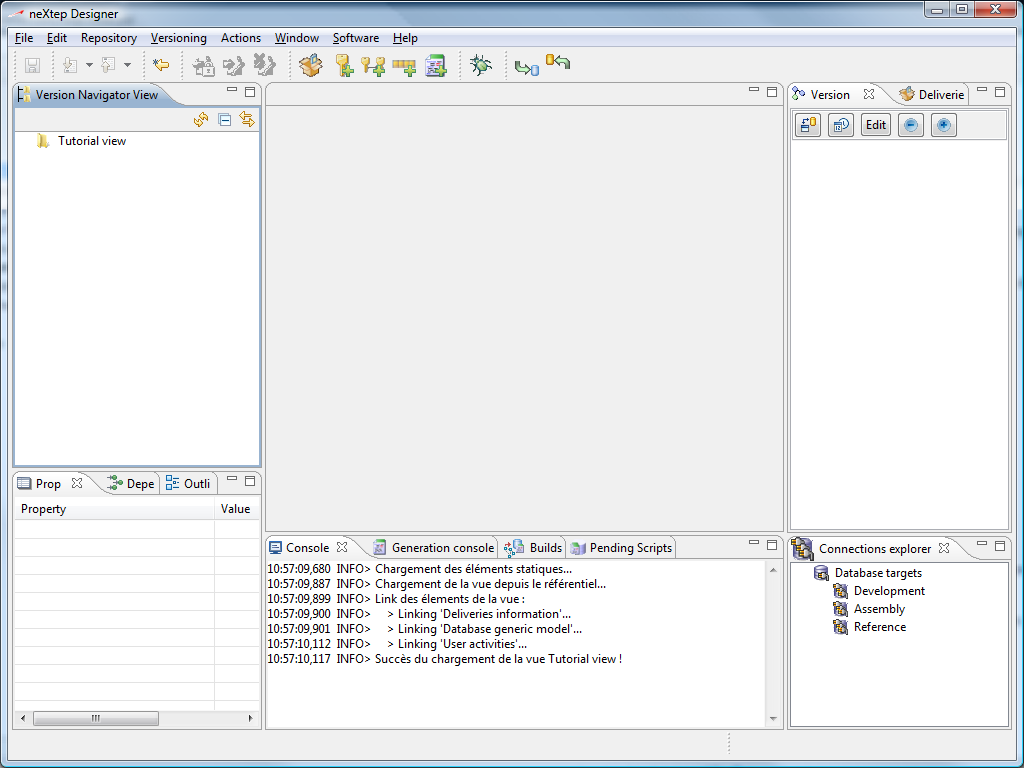 neXtep Designer
File Edit Repository Versioning Actions Window Software Help
Version Navigator View
Tutorial view
Version Deliverie
Edit
Prop Depe Outli
Property Value
Console Generation console Builds Pending Scripts
10:57:09,680 INFO> Chargement des éléments statiques...
10:57:09,887 INFO> Chargement de la vue depuis le référentiel...
10:57:09,899 INFO> Link des élements de la vue :
10:57:09,900 INFO> > Linking 'Deliveries information'...
10:57:09,901 INFO> > Linking 'Database generic model'...
10:57:10,112 INFO> > Linking 'User activities'...
10:57:10,117 INFO> Succès du chargement de la vue Tutorial view !
Connections explorer
Database targets
Development
Assembly
Reference